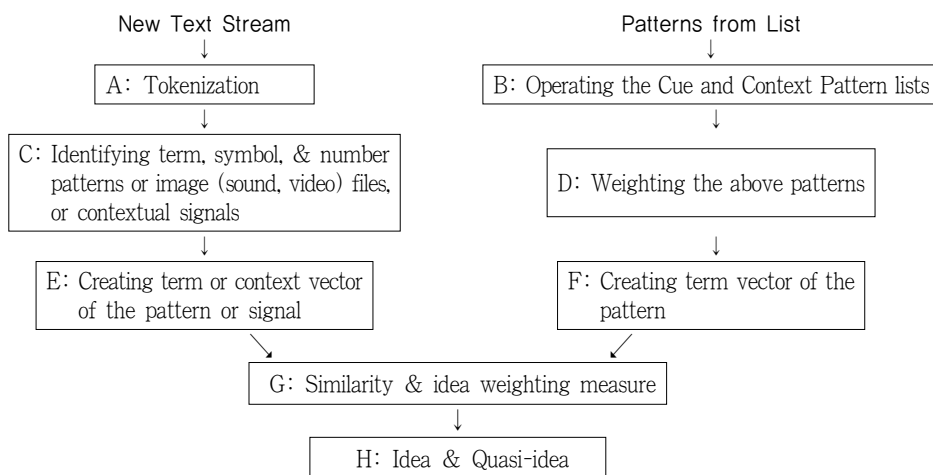 New Text Stream
Patterns from List
A: Tokenization
B: Operating the Cue and Context Pattern lists
C: Identifying term, symbol, & number
patterns or image (sound, video) files,
or contextual signals
D: Weighting the above patterns
E: Creating term or context vector
of the pattern or signal
F: Creating term vector of the
pattern
G: Similarity & idea weighting measure
H: Idea & Quasi-idea